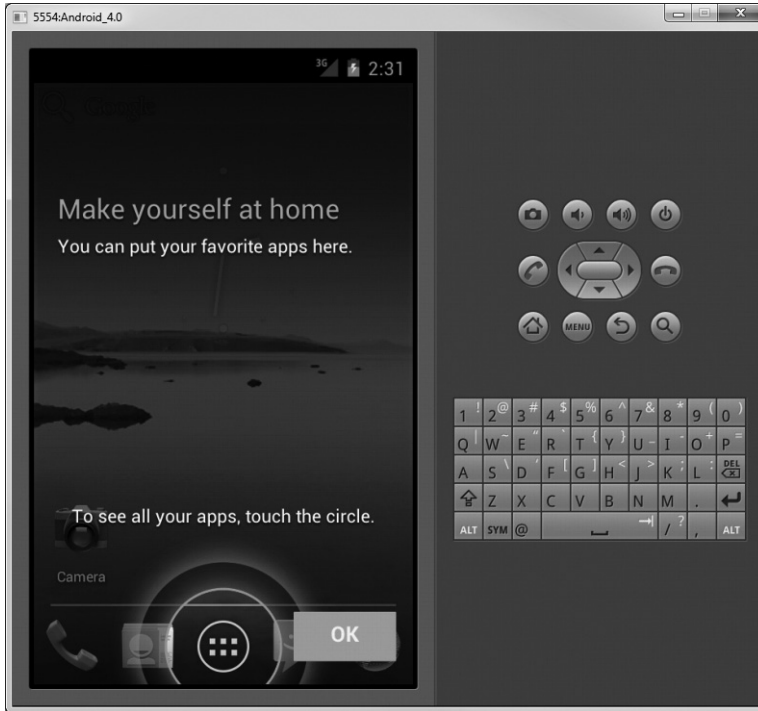 5554:Android_4.0
3G 2:31
Make yourself at home
You can put your favorite apps here.
To see all your apps, touch the circle.
Camera
OK
MENU
1 ! 2 @ 3 # 4 $ 5 % 6 ^ 7 & 8 * 9 ( 0 )
Q | W ~ E " R ` T { Y } U _ I - O + P =
A S \ D ' F [ G ] H < J > K ; L : DEL
Z X C V B N M .
ALT SYM @ / ? , ALT